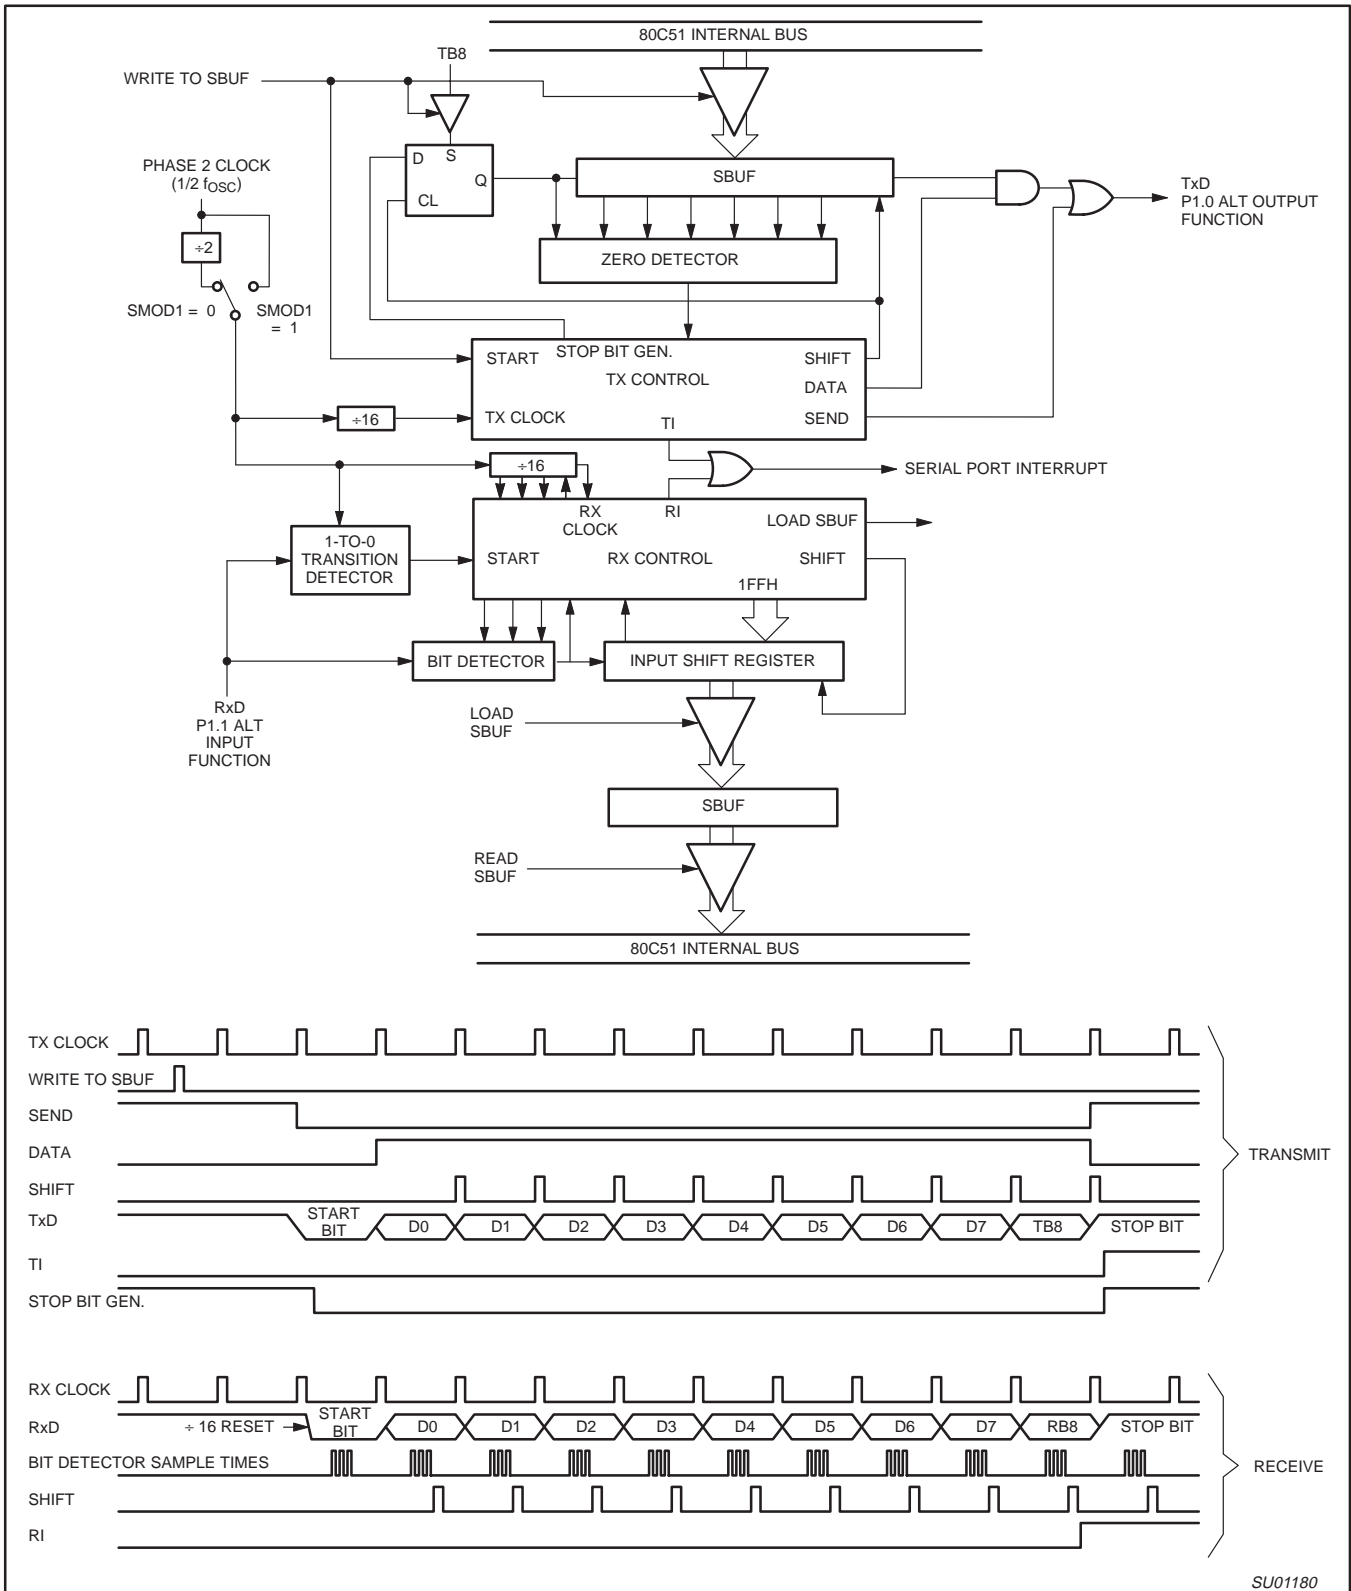 80C51 INTERNAL BUS
TB8
WRITE TO SBUF
PHASE 2 CLOCK
(1/2 fOSC)
D
S
Q
CL
SBUF
TxD
P1.0 ALT OUTPUT
FUNCTION
÷2
ZERO DETECTOR
SMOD1 = 0
SMOD1
= 1
START
STOP BIT GEN.
SHIFT
TX CONTROL
DATA
TX CLOCK
TI
SEND
÷16
÷16
SERIAL PORT INTERRUPT
RX
CLOCK
RI
LOAD SBUF
1-TO-0
TRANSITION
DETECTOR
START
RX CONTROL
SHIFT
1FFH
BIT DETECTOR
INPUT SHIFT REGISTER
RxD
P1.1 ALT
INPUT
FUNCTION
LOAD
SBUF
SBUF
READ
SBUF
80C51 INTERNAL BUS
TX CLOCK
WRITE TO SBUF
SEND
DATA
TRANSMIT
SHIFT
TxD
START
BIT
D0 D1 D2 D3 D4 D5 D6 D7 TB8 STOP BIT
TI
STOP BIT GEN.
RX CLOCK
RxD
÷ 16 RESET
START
BIT
D0 D1 D2 D3 D4 D5 D6 D7 RB8 STOP BIT
BIT DETECTOR SAMPLE TIMES
RECEIVE
SHIFT
RI
SU01180